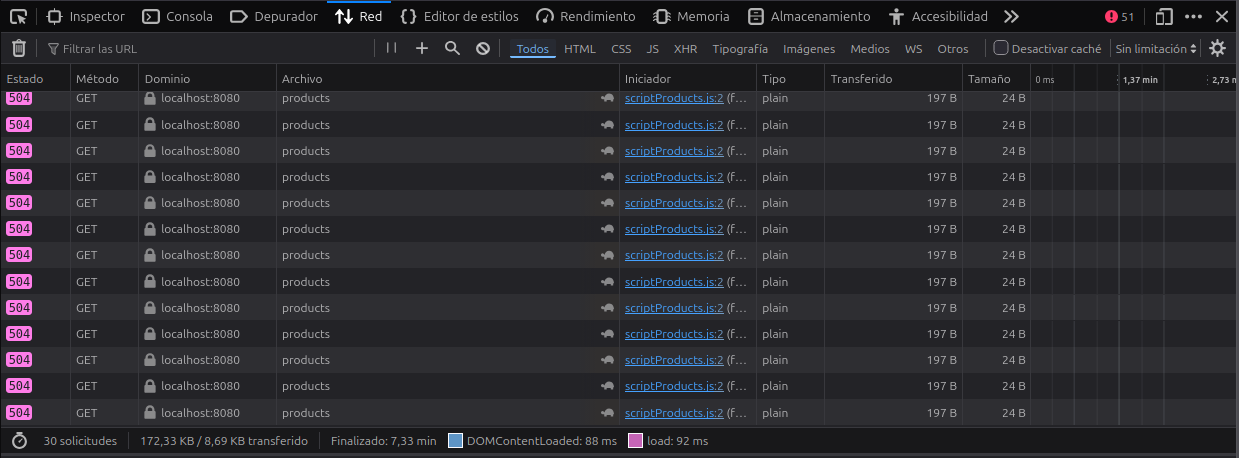 Inspector Consola Depurador Red Editor de estilos Rendimiento Memoria Almacenamiento Accesibilidad 51
Filtrar las URL Todos HTML CSS JS XHR Tipografía Imágenes Medios WS Otros Desactivar caché Sin limitación
Estado Método Dominio Archivo Iniciador Tipo Transferido Tamaño 0 ms 1,37 min 2,73 m
504 GET localhost:8080 products scriptProducts.js:2 (f… plain 197 B 24 B
504 GET localhost:8080 products scriptProducts.js:2 (f… plain 197 B 24 B
504 GET localhost:8080 products scriptProducts.js:2 (f… plain 197 B 24 B
504 GET localhost:8080 products scriptProducts.js:2 (f… plain 197 B 24 B
504 GET localhost:8080 products scriptProducts.js:2 (f… plain 197 B 24 B
504 GET localhost:8080 products scriptProducts.js:2 (f… plain 197 B 24 B
504 GET localhost:8080 products scriptProducts.js:2 (f… plain 197 B 24 B
504 GET localhost:8080 products scriptProducts.js:2 (f… plain 197 B 24 B
504 GET localhost:8080 products scriptProducts.js:2 (f… plain 197 B 24 B
504 GET localhost:8080 products scriptProducts.js:2 (f… plain 197 B 24 B
504 GET localhost:8080 products scriptProducts.js:2 (f… plain 197 B 24 B
504 GET localhost:8080 products scriptProducts.js:2 (f… plain 197 B 24 B
504 GET localhost:8080 products scriptProducts.js:2 (f… plain 197 B 24 B
30 solicitudes 172,33 KB / 8,69 KB transferido Finalizado: 7,33 min DOMContentLoaded: 88 ms load: 92 ms